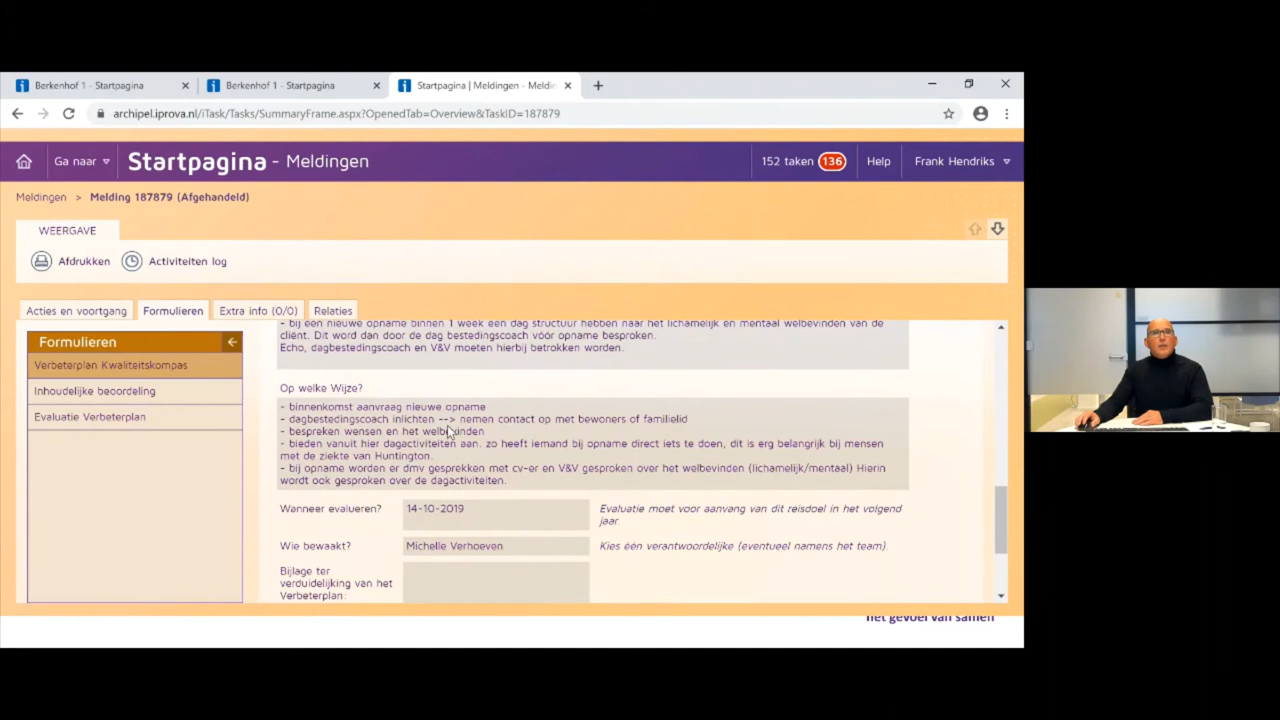 Berkenhof 1 - Startpagina
Berkenhof 1 - Startpagina
Startpagina | Meldingen - Meldin
archipel.iprova.nl/iTask/Tasks/SummaryFrame.aspx?OpenedTab=Overview&TaskID=187879
Ga naar
Startpagina - Meldingen
152 taken 136
Help
Frank Hendriks
Meldingen > Melding 187879 (Afgehandeld)
WEERGAVE
Afdrukken
Activiteiten log
Acties en voortgang
Formulieren
Extra info (0/0)
Relaties
Formulieren
Verbeterplan Kwaliteitskompas
Inhoudelijke beoordeling
Evaluatie Verbeterplan
- bij een nieuwe opname binnen 1 week een dag structuur hebben naar het lichamelijk en mentaal welbevinden van de
cliënt. Dit word dan door de dag bestedingscoach vóór opname besproken.
Echo, dagbestedingscoach en V&V moeten hierbij betrokken worden.
Op welke Wijze?
- binnenkomst aanvraag nieuwe opname
- dagbestedingscoach inlichten --> nemen contact op met bewoners of familielid
- bespreken wensen en het welbevinden
- bieden vanuit hier dagactiviteiten aan. zo heeft iemand bij opname direct iets te doen, dit is erg belangrijk bij mensen
met de ziekte van Huntington.
- bij opname worden er dmv gesprekken met cv-er en V&V gesproken over het welbevinden (lichamelijk/mentaal) Hierin
wordt ook gesproken over de dagactiviteiten.
Wanneer evalueren?
14-10-2019
Evaluatie moet voor aanvang van dit reisdoel in het volgend
jaar.
Wie bewaakt?
Michelle Verhoeven
Kies één verantwoordelijke (eventueel namens het team).
Bijlage ter
verduidelijking van het
Verbeterplan:
het gevoel van samen